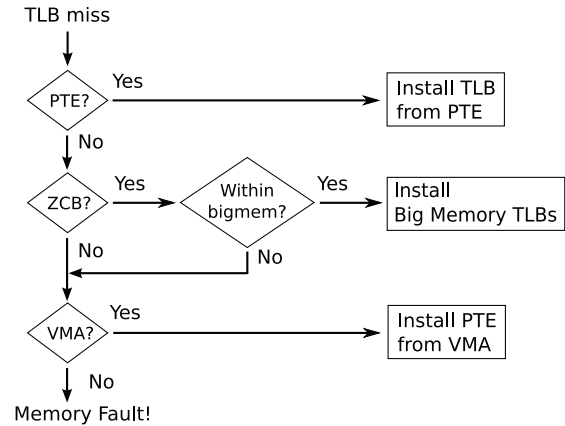 TLB miss
PTE?
Yes
Install TLB
from PTE
No
ZCB?
Yes
Within
bigmem?
Yes
Install
Big Memory TLBs
No
No
VMA?
Yes
Install PTE
from VMA
No
Memory Fault!